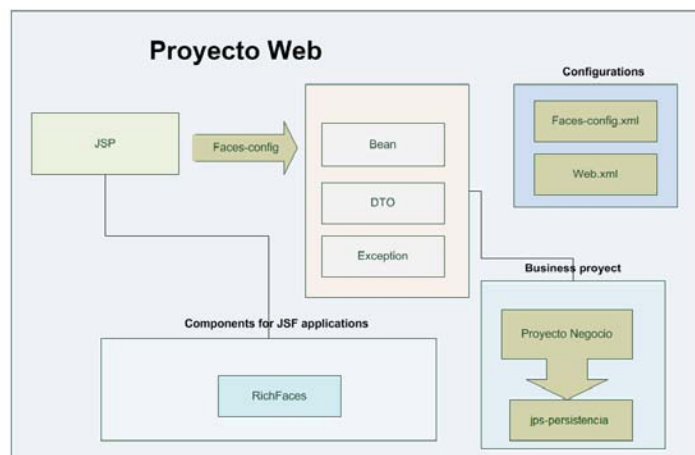 Proyecto Web
Configurations
Faces-config.xml
Web.xml
JSP
Faces-config
Bean
DTO
Exception
Business proyect
Proyecto Negocio
jps-persistencia
Components for JSF applications
RichFaces